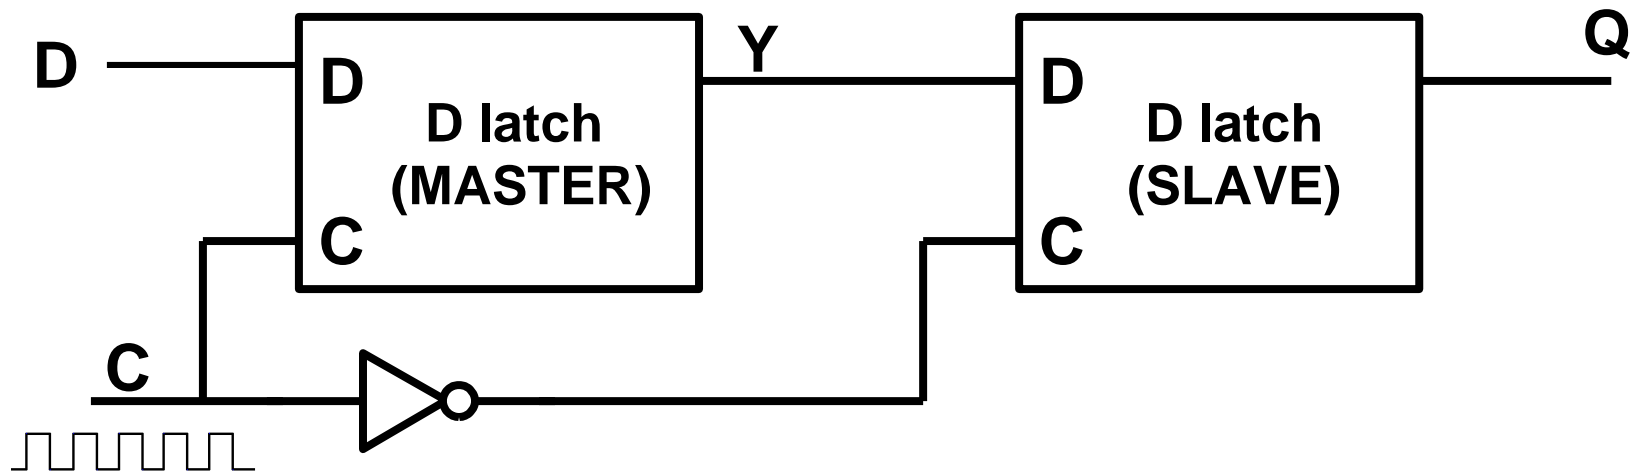 D
D
D latch
(MASTER)
C
Y
D
D latch
(SLAVE)
C
Q
C